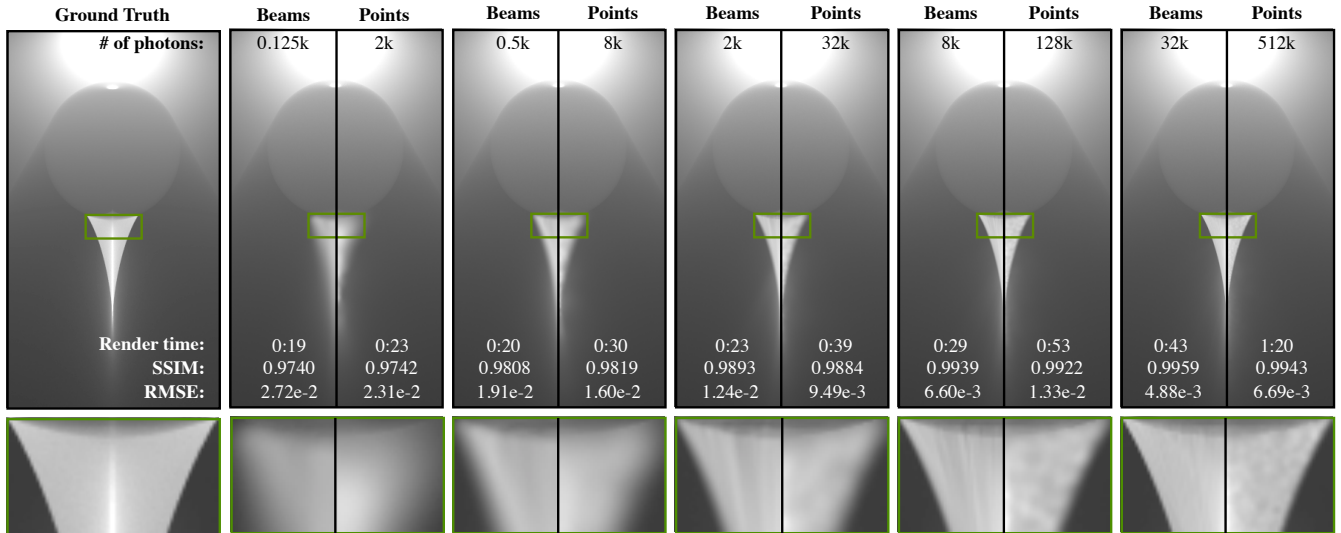 Ground Truth Beams Points Beams Points Beams Points Beams Points Beams Points
# of photons: 0.125k 2k 0.5k 8k 2k 32k 8k 128k 32k 512k
Render time: 0:19 0:23 0:20 0:30 0:23 0:39 0:29 0:53 0:43 1:20
SSIM: 0.9740 0.9742 0.9808 0.9819 0.9893 0.9884 0.9939 0.9922 0.9959 0.9943
RMSE: 2.72e-2 2.31e-2 1.91e-2 1.60e-2 1.24e-2 9.49e-3 6.60e-3 1.33e-2 4.88e-3 6.69e-3